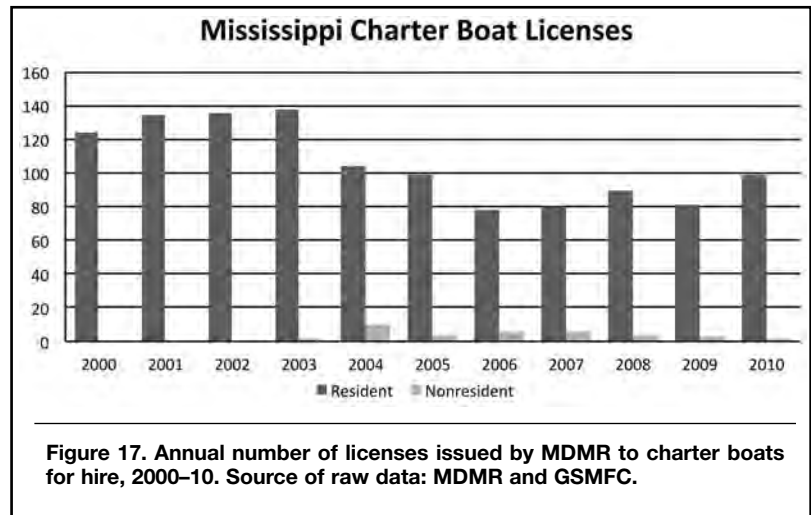 Mississippi Charter Boat Licenses
160
140
120
100
80
60
40
20
0
2000 2001 2002 2003 2004 2005 2006 2007 2008 2009 2010
Resident Nonresident
Figure 17. Annual number of licenses issued by MDMR to charter boats
for hire, 2000–10. Source of raw data: MDMR and GSMFC.